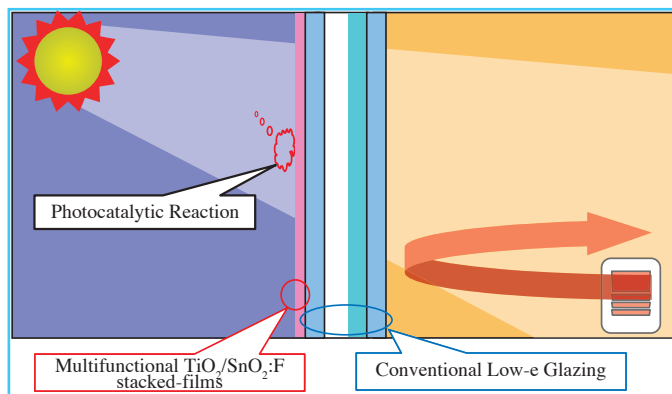 Photocatalytic Reaction
Multifunctional TiO₂/SnO₂:F
stacked-films
Conventional Low-e Glazing